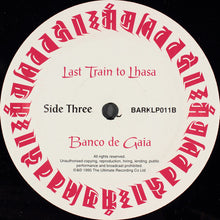 Last Train to Lhasa
Side Three
BARKLP011B
Banco de Gaia
All rights reserved.
Unauthorised copying, reproduction, hiring, lending, public
performance and broadcasting prohibited.
©&℗ 1995 The Ultimate Recording Co Ltd